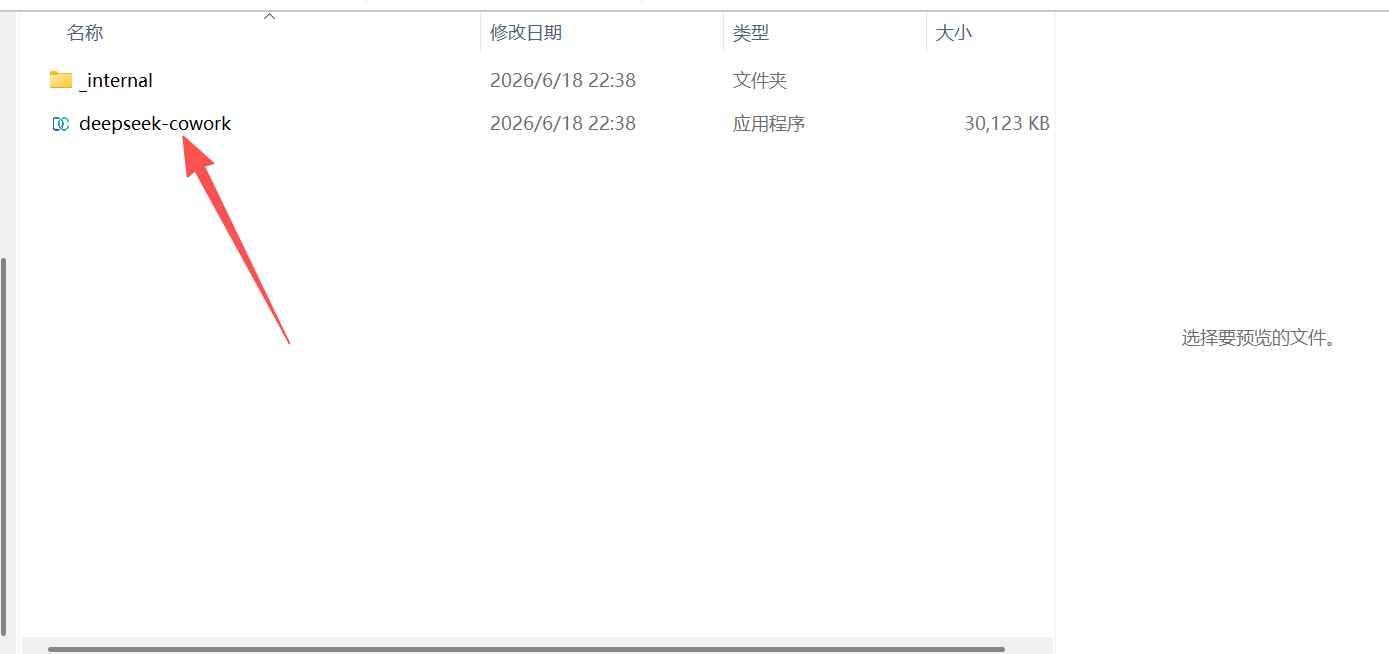 名称 修改日期 类型 大小
_internal 2026/6/18 22:38 文件夹
deepseek-cowork 2026/6/18 22:38 应用程序 30,123 KB
选择要预览的文件。